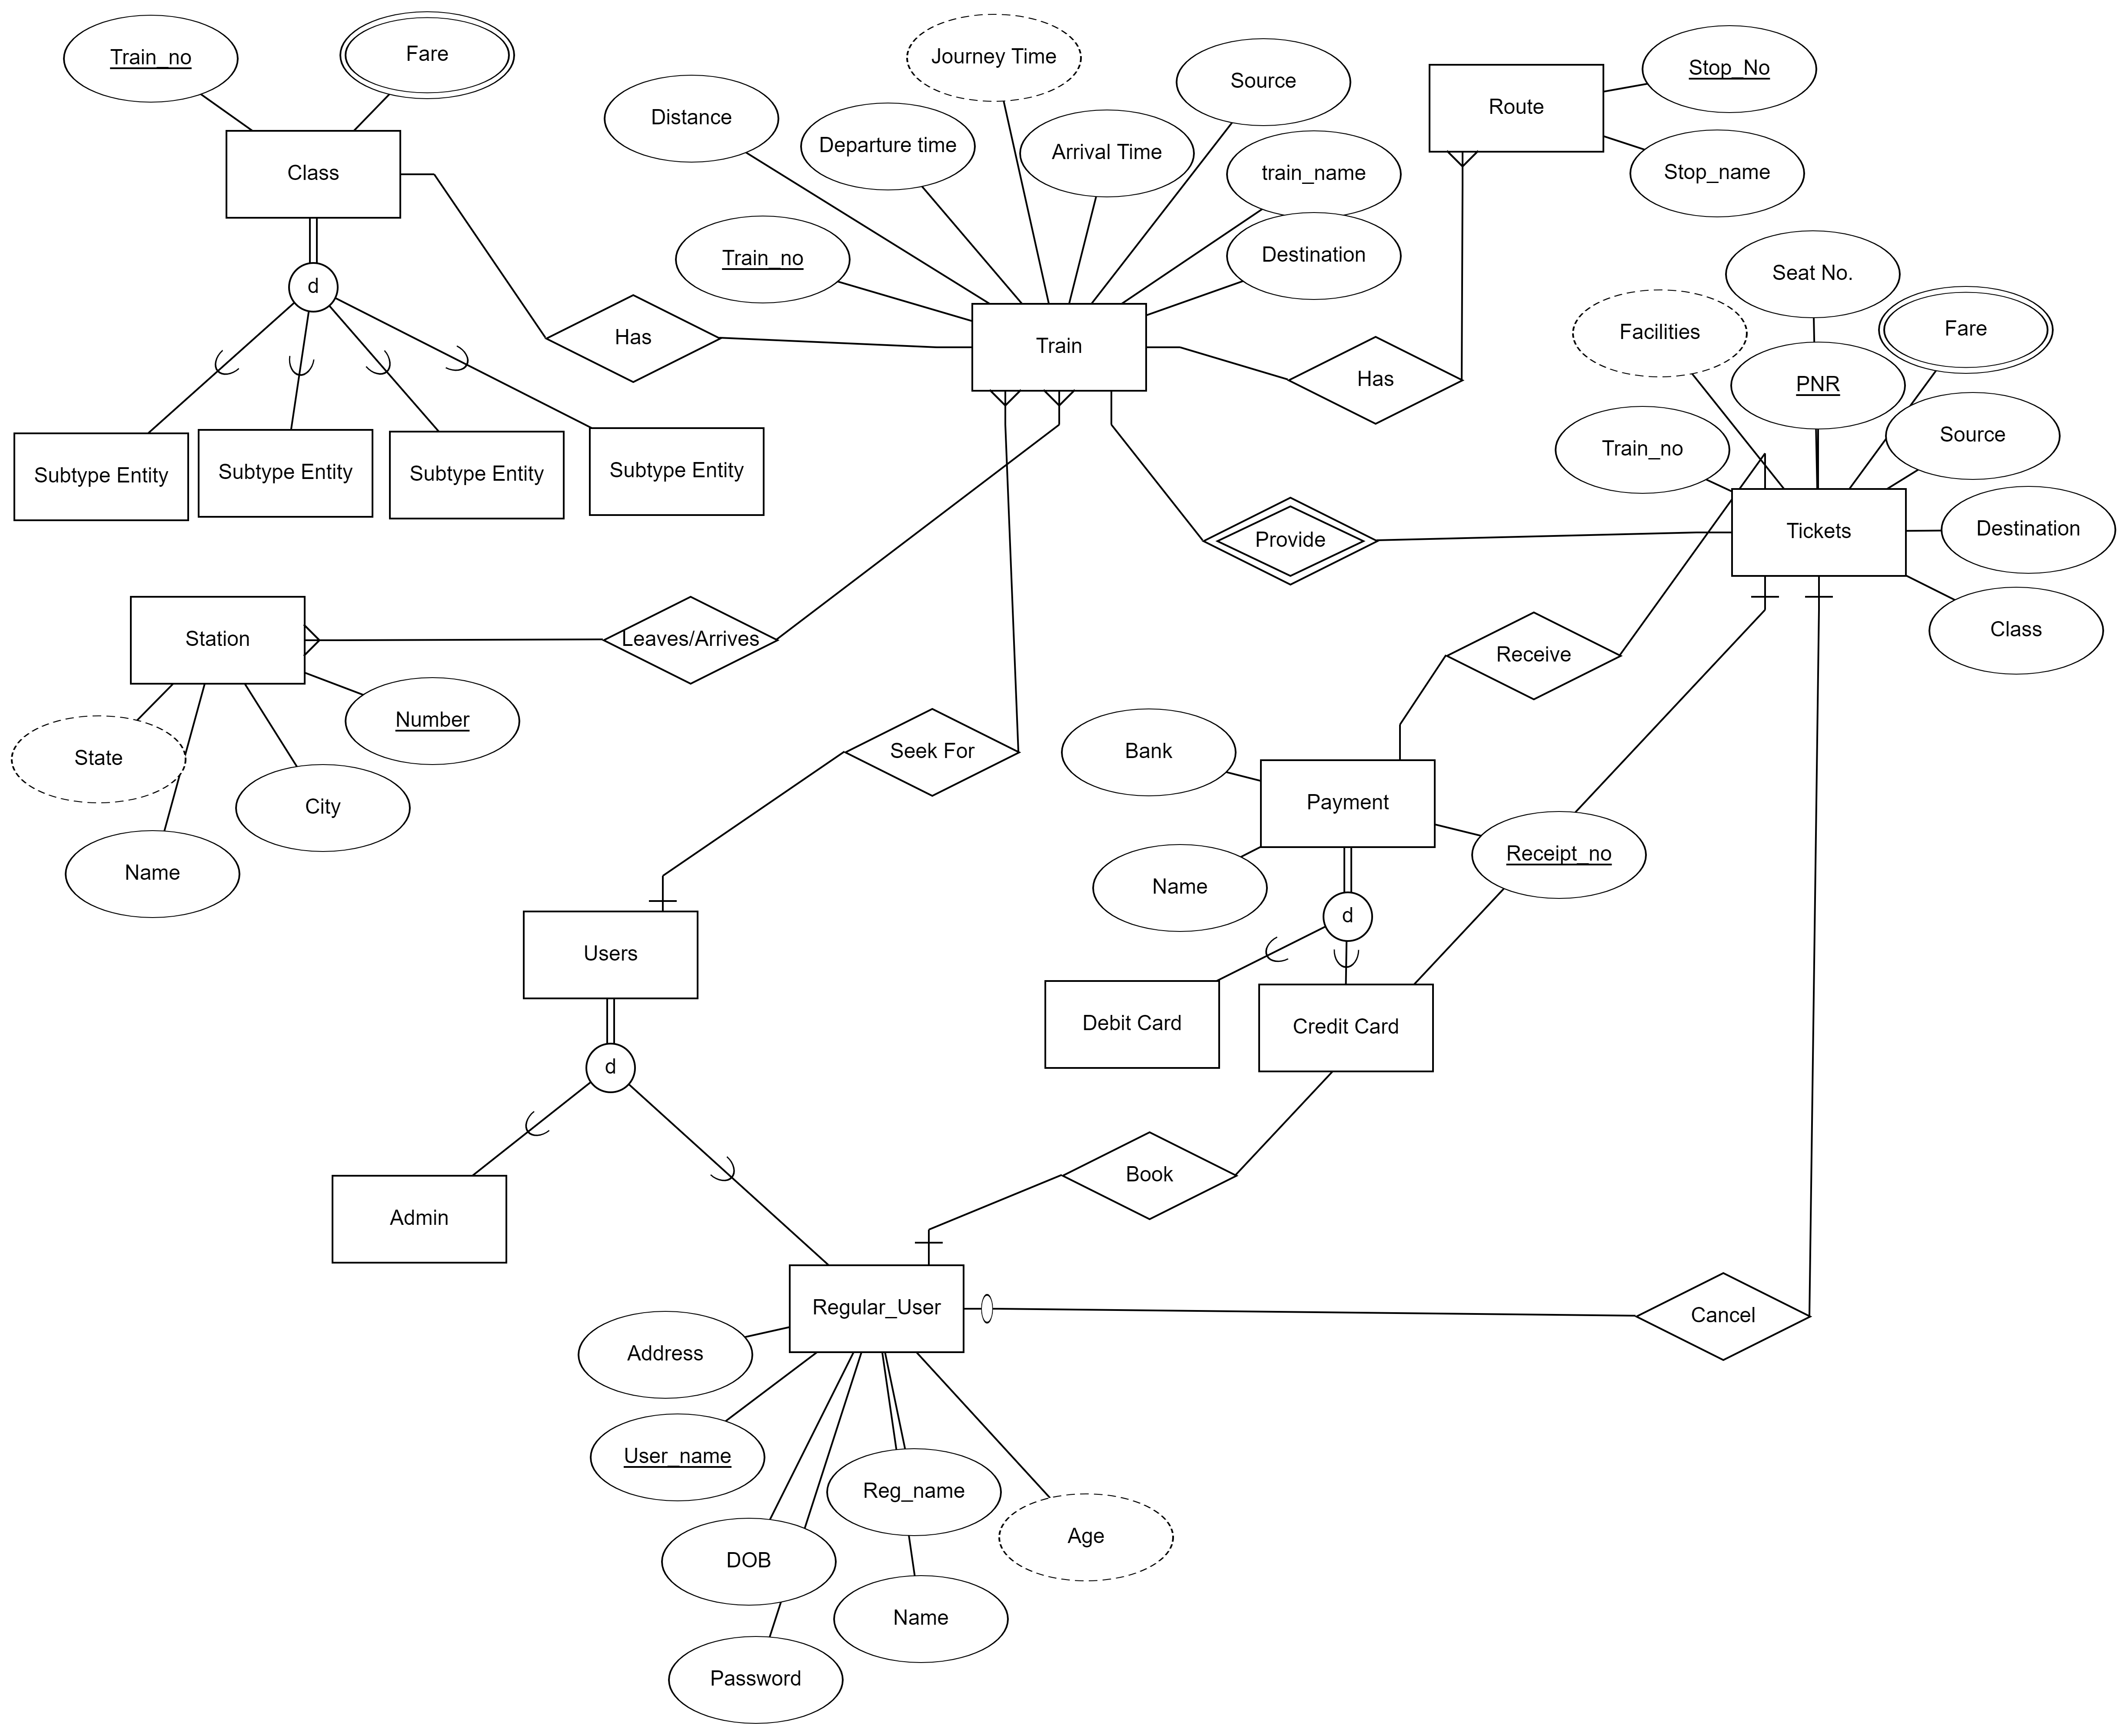 Train_no
Fare
Journey Time
Source
Stop_No
Route
Distance
Departure time
Arrival Time
train_name
Class
Stop_name
Train_no
Destination
Seat No.
d
Facilities
Fare
Has
Train
Has
PNR
Source
Train_no
Subtype Entity
Subtype Entity
Subtype Entity
Subtype Entity
Provide
Tickets
Destination
Station
Leaves/Arrives
Receive
Class
Number
State
Seek For
Bank
City
Payment
Name
Receipt_no
Name
d
Users
Debit Card
Credit Card
d
Admin
Book
Regular_User
Cancel
Address
User_name
Reg_name
DOB
Age
Name
Password